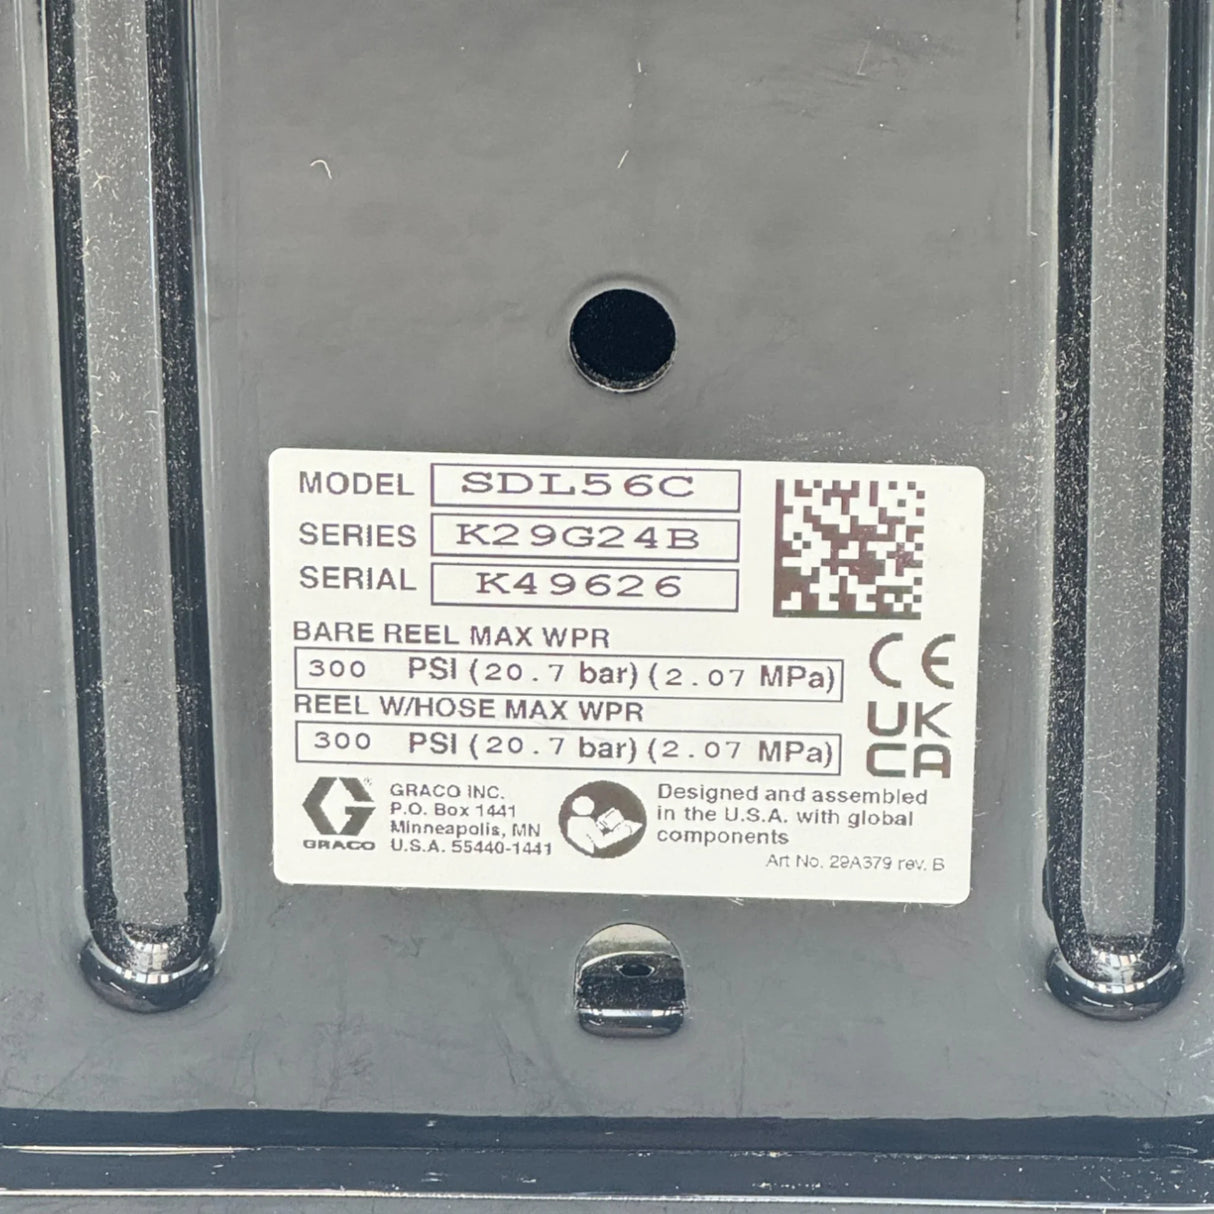 MODEL SDL56C
SERIES K29G24B
SERIAL K49626
BARE REEL MAX WPR
300 PSI (20.7 bar) (2.07 MPa)
REEL W/HOSE MAX WPR
300 PSI (20.7 bar) (2.07 MPa)
CE
UK
CA
GRACO
GRACO INC.
P.O. Box 1441
Minneapolis, MN
U.S.A. 55440-1441
Designed and assembled
in the U.S.A. with global
components
Art No. 29A379 rev. B